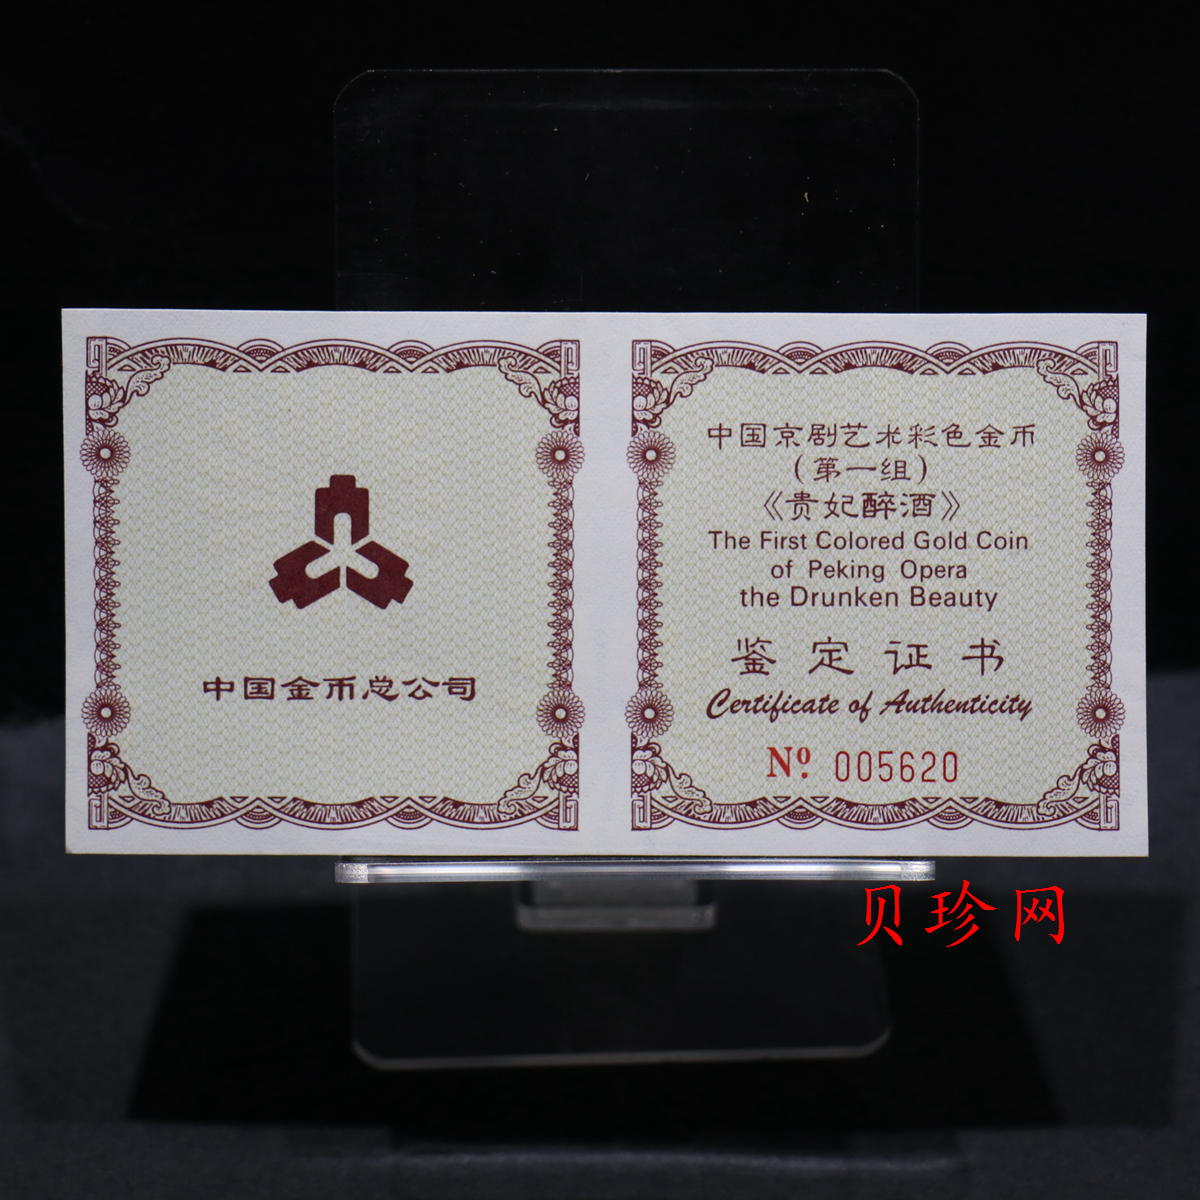 中国金币总公司
中国京剧艺术彩色金币
(第一组)
《贵妃醉酒》
The First Colored Gold Coin
of Peking Opera
the Drunken Beauty
鉴定证书
Certificate of Authenticity
Nº 005620
贝珍网